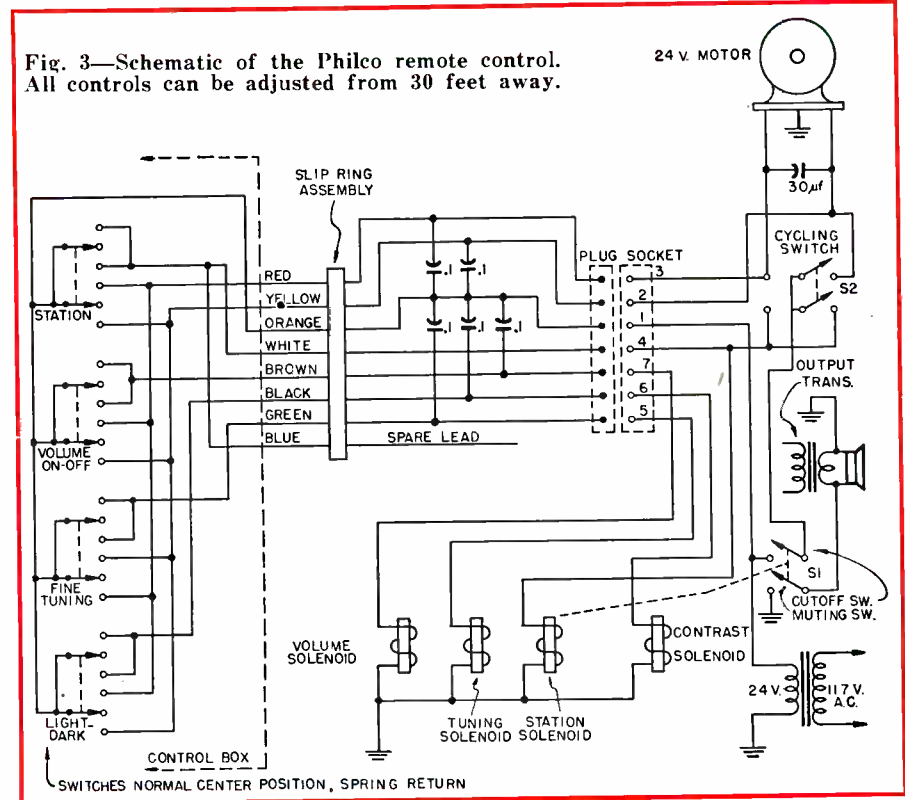 Fig. 3—Schematic of the Philco remote control.
All controls can be adjusted from 30 feet away.
24 V. MOTOR
30µf
SLIP RING
ASSEMBLY
PLUG SOCKET
CYCLING
SWITCH
S2
RED
YELLOW
ORANGE
WHITE
BROWN
BLACK
GREEN
BLUE
SPARE LEAD
.1
.1
.1
.1
.1
3
2
1
4
7
6
5
STATION
VOLUME
ON-OFF
FINE
TUNING
LIGHT-
DARK
OUTPUT
TRANS.
S1
CUTOFF SW.
MUTING SW.
VOLUME
SOLENOID
TUNING
SOLENOID
STATION
SOLENOID
CONTRAST
SOLENOID
24 V.
117 V.
A.C.
CONTROL BOX
SWITCHES NORMAL CENTER POSITION, SPRING RETURN